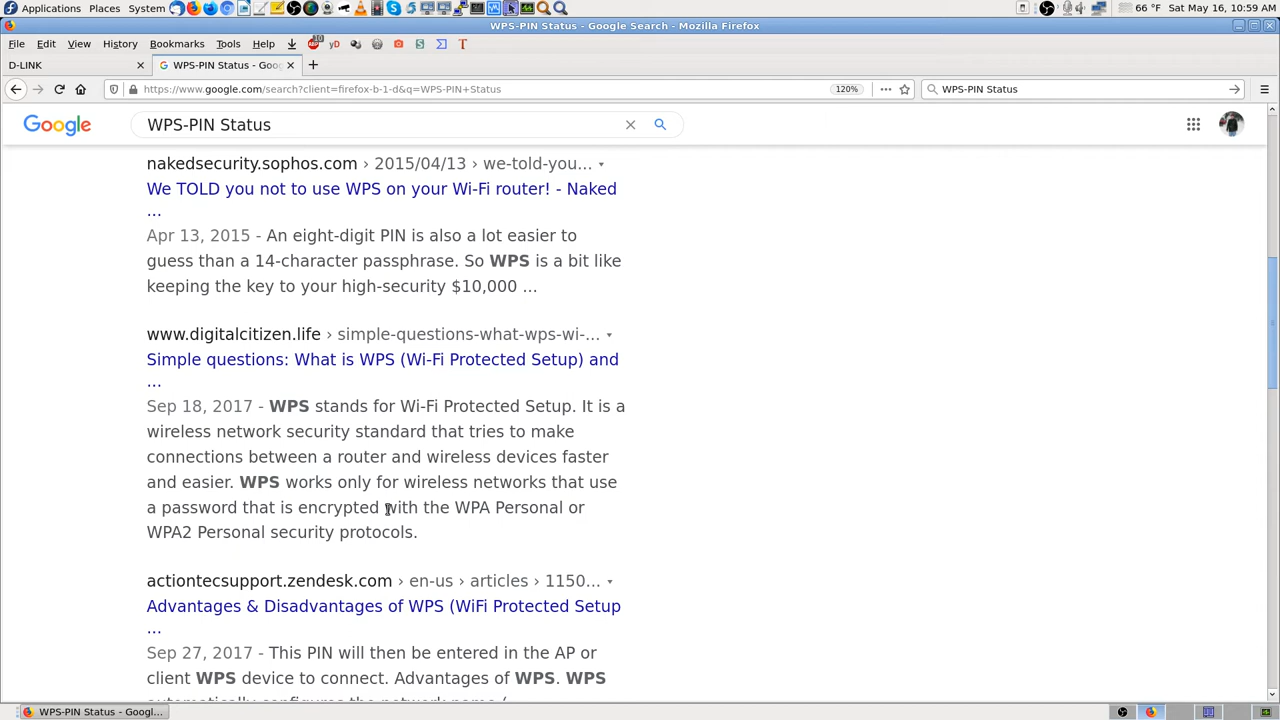 Applications Places System 66 °F Sat May 16, 10:59 AM
WPS-PIN Status - Google Search - Mozilla Firefox
File Edit View History Bookmarks Tools Help
D-LINK WPS-PIN Status - Goog
https://www.google.com/search?client=firefox-b-1-d&q=WPS-PIN+Status 120% WPS-PIN Status
Google WPS-PIN Status
nakedsecurity.sophos.com › 2015/04/13 › we-told-you...
We TOLD you not to use WPS on your Wi-Fi router! - Naked
...
Apr 13, 2015 - An eight-digit PIN is also a lot easier to
guess than a 14-character passphrase. So WPS is a bit like
keeping the key to your high-security $10,000 ...
www.digitalcitizen.life › simple-questions-what-wps-wi-...
Simple questions: What is WPS (Wi-Fi Protected Setup) and
...
Sep 18, 2017 - WPS stands for Wi-Fi Protected Setup. It is a
wireless network security standard that tries to make
connections between a router and wireless devices faster
and easier. WPS works only for wireless networks that use
a password that is encrypted with the WPA Personal or
WPA2 Personal security protocols.
actiontecsupport.zendesk.com › en-us › articles › 1150...
Advantages & Disadvantages of WPS (WiFi Protected Setup
...
Sep 27, 2017 - This PIN will then be entered in the AP or
client WPS device to connect. Advantages of WPS. WPS
automatically configures the network name (
WPS-PIN Status - Googl...